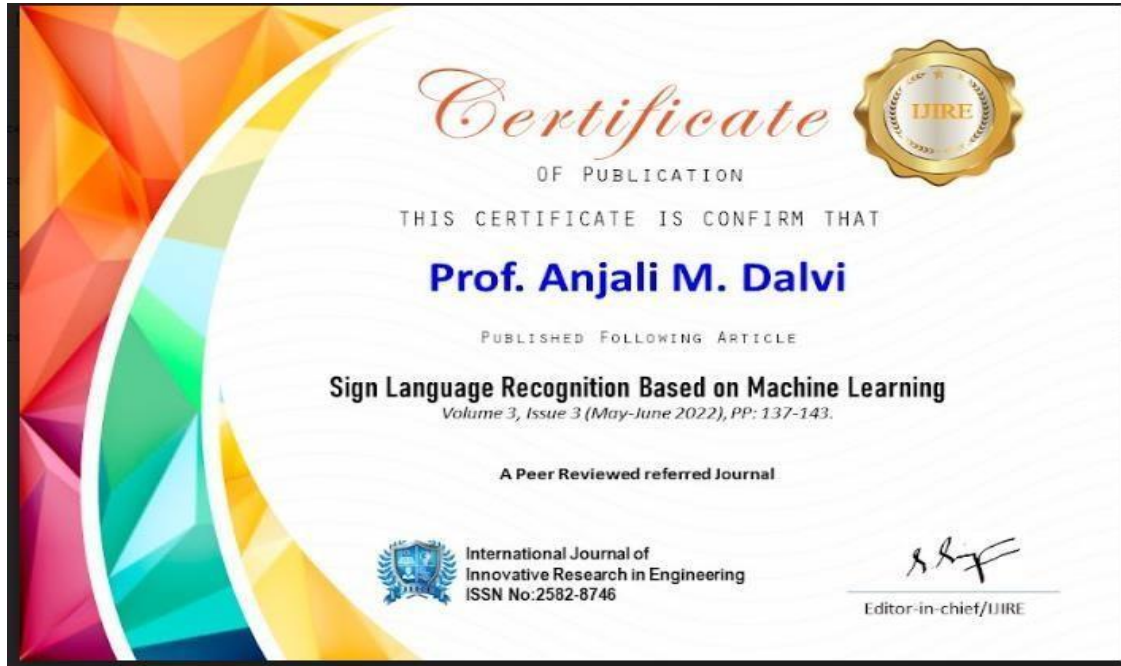 Certificate
IJIRE
OF PUBLICATION
THIS CERTIFICATE IS CONFIRM THAT
Prof. Anjali M. Dalvi
PUBLISHED FOLLOWING ARTICLE
Sign Language Recognition Based on Machine Learning
Volume 3, Issue 3 (May-June 2022), PP: 137-143.
A Peer Reviewed referred Journal
International Journal of
Innovative Research in Engineering
ISSN No:2582-8746
Editor-in-chief/IJIRE